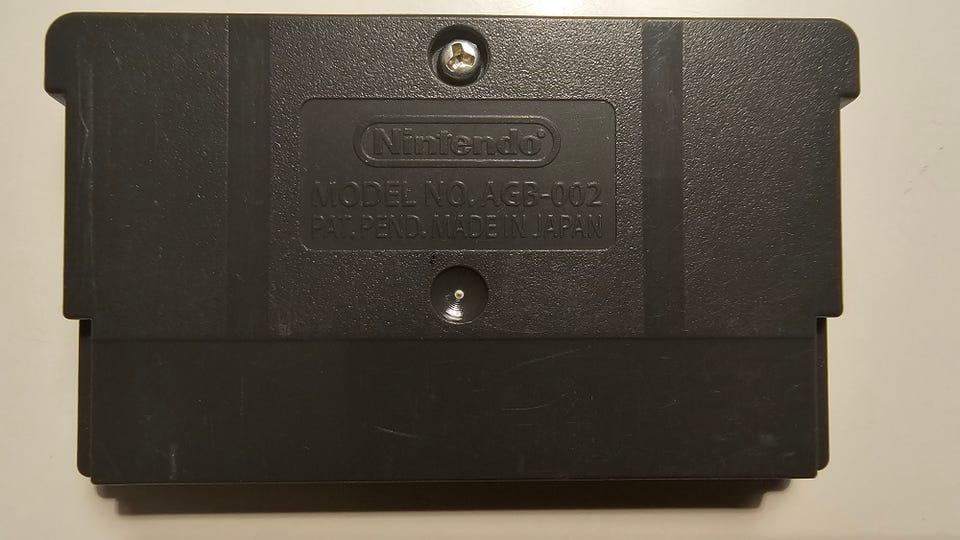 Nintendo®
MODEL NO. AGB-002
PAT. PEND. MADE IN JAPAN